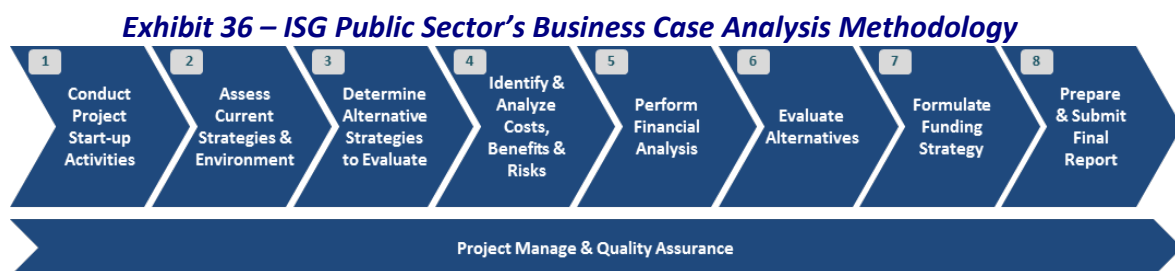 Exhibit 36 – ISG Public Sector's Business Case Analysis Methodology
1
Conduct
Project
Start-up
Activities
2
Assess
Current
Strategies &
Environment
3
Determine
Alternative
Strategies
to Evaluate
4
Identify &
Analyze
Costs,
Benefits &
Risks
5
Perform
Financial
Analysis
6
Evaluate
Alternatives
7
Formulate
Funding
Strategy
8
Prepare
& Submit
Final
Report
Project Manage & Quality Assurance